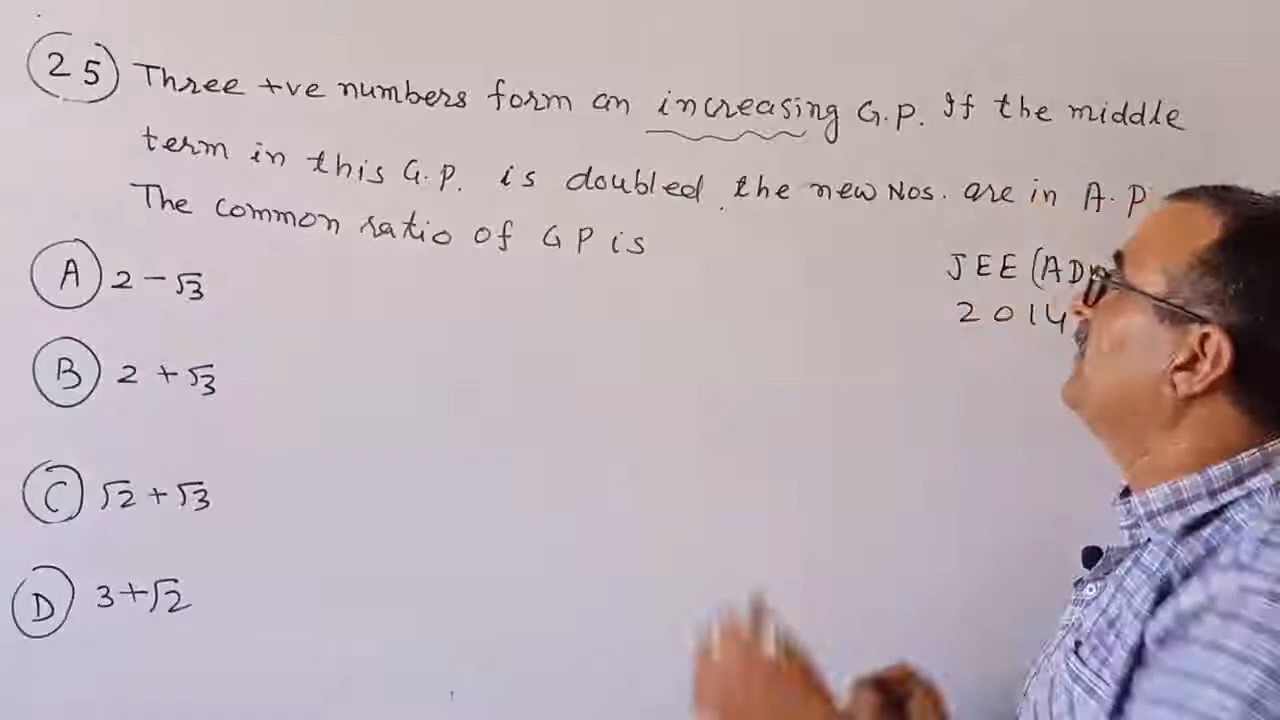 25 Three +ve numbers form an increasing G.P. If the middle
term in this G.P. is doubled, the new Nos. are in A.P
The common ratio of GP is
JEE (AD
2014
A 2 - √3
B 2 + √3
C √2 + √3
D 3 + √2